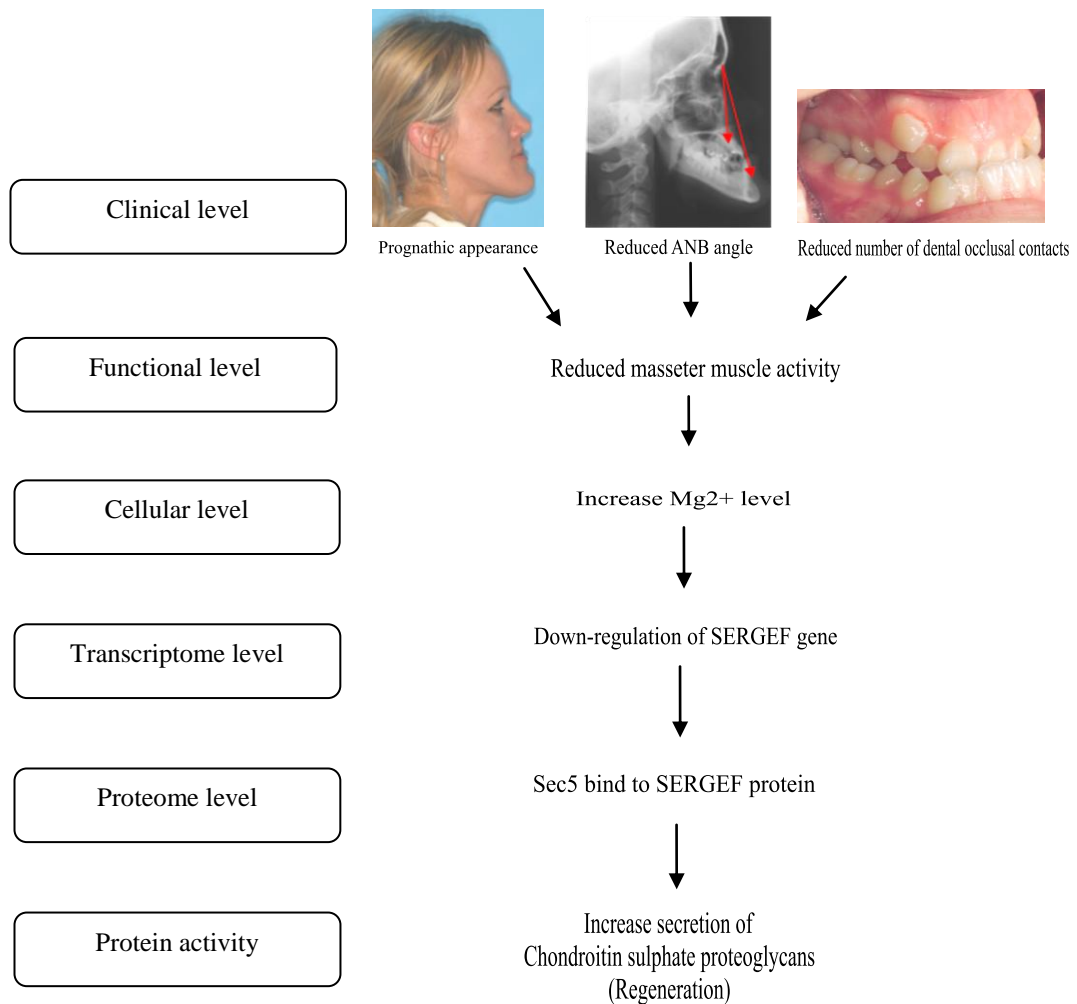 Clinical level
Prognathic appearance
Reduced ANB angle
Reduced number of dental occlusal contacts
Functional level
Reduced masseter muscle activity
Cellular level
Increase Mg2+ level
Transcriptome level
Down-regulation of SERGEF gene
Proteome level
Sec5 bind to SERGEF protein
Protein activity
Increase secretion of
Chondroitin sulphate proteoglycans
(Regeneration)